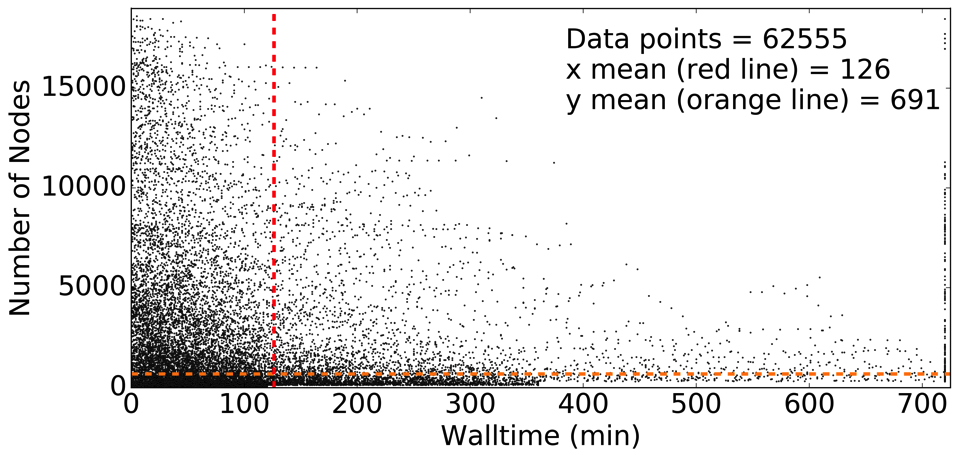 Data points = 62555
x mean (red line) = 126
y mean (orange line) = 691
Number of Nodes
15000
10000
5000
0
0 100 200 300 400 500 600 700
Walltime (min)